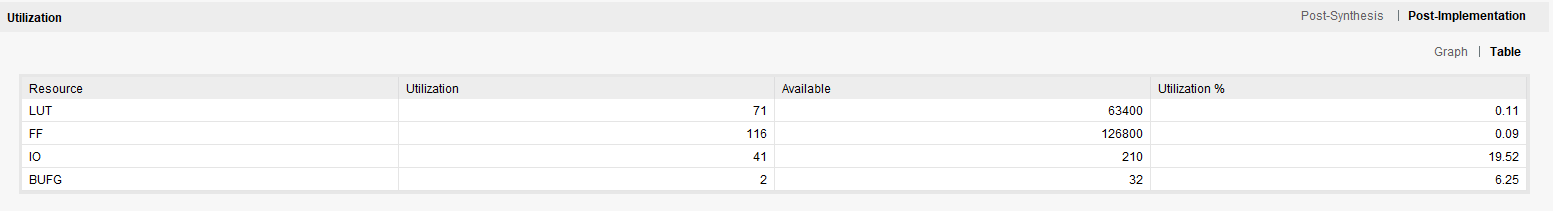 Utilization Post-Synthesis | Post-Implementation
Graph | Table
Resource Utilization Available Utilization %
LUT 71 63400 0.11
FF 116 126800 0.09
IO 41 210 19.52
BUFG 2 32 6.25